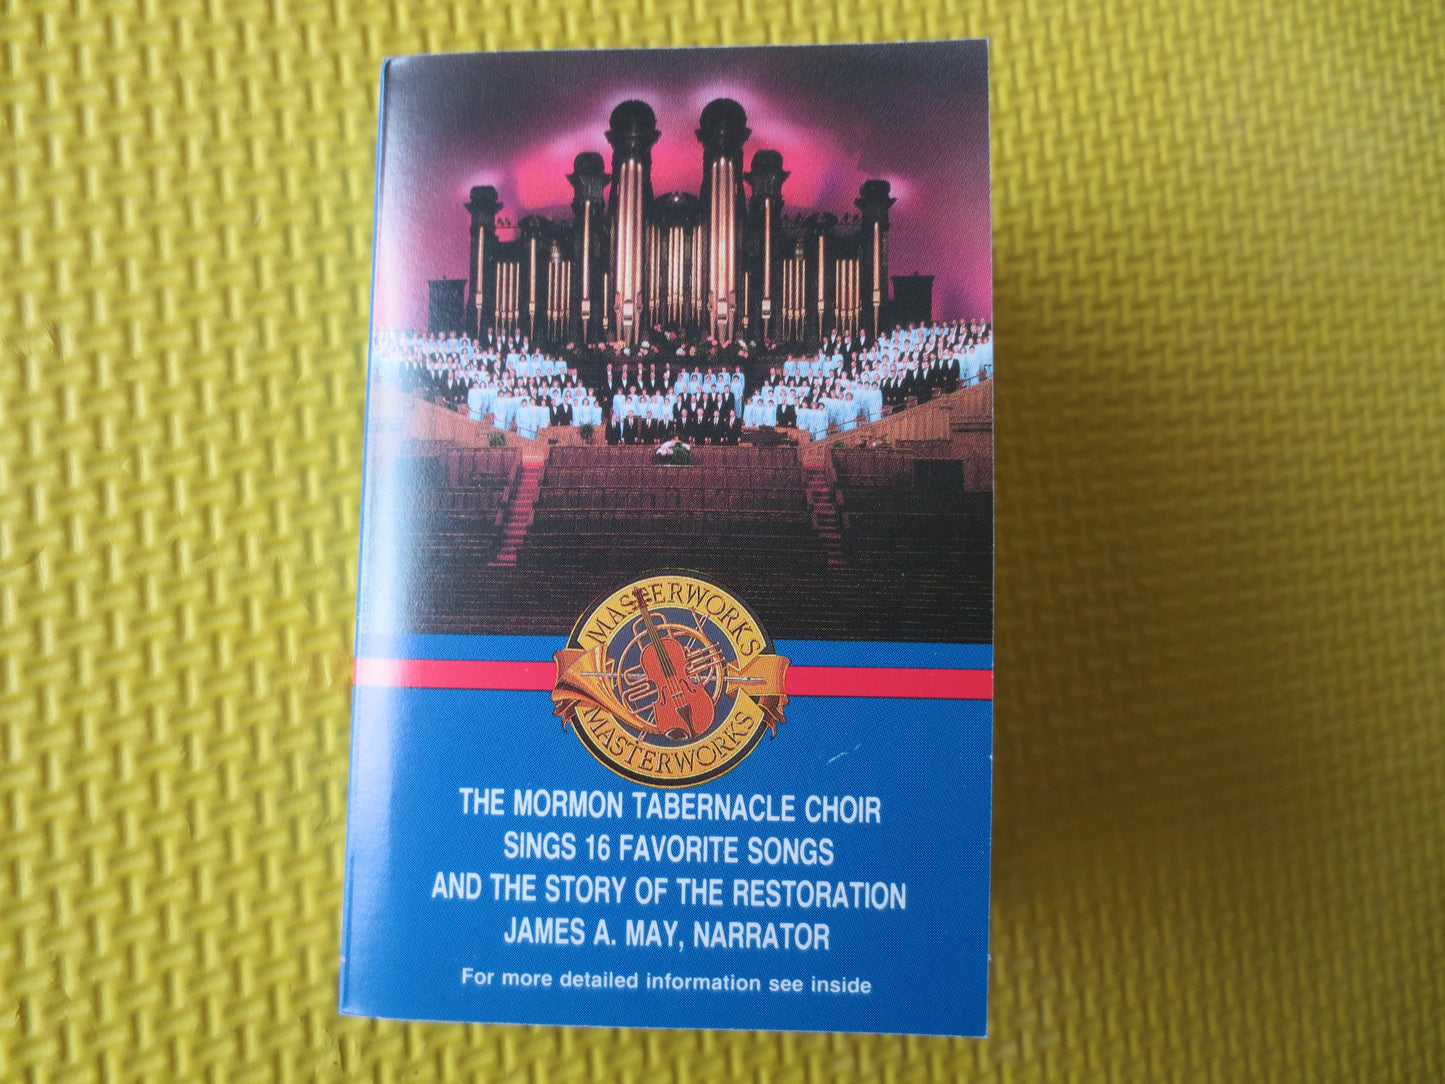 MASTERWORKS
MASTERWORKS
THE MORMON TABERNACLE CHOIR
SINGS 16 FAVORITE SONGS
AND THE STORY OF THE RESTORATION
JAMES A. MAY, NARRATOR
For more detailed information see inside